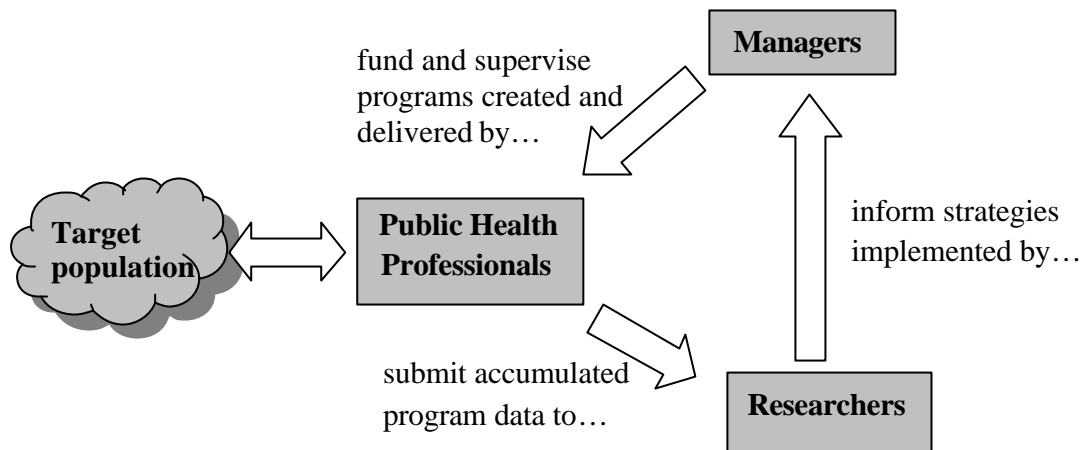 Managers
fund and supervise
programs created and
delivered by…
Target
population
Public Health
Professionals
inform strategies
implemented by…
submit accumulated
program data to…
Researchers